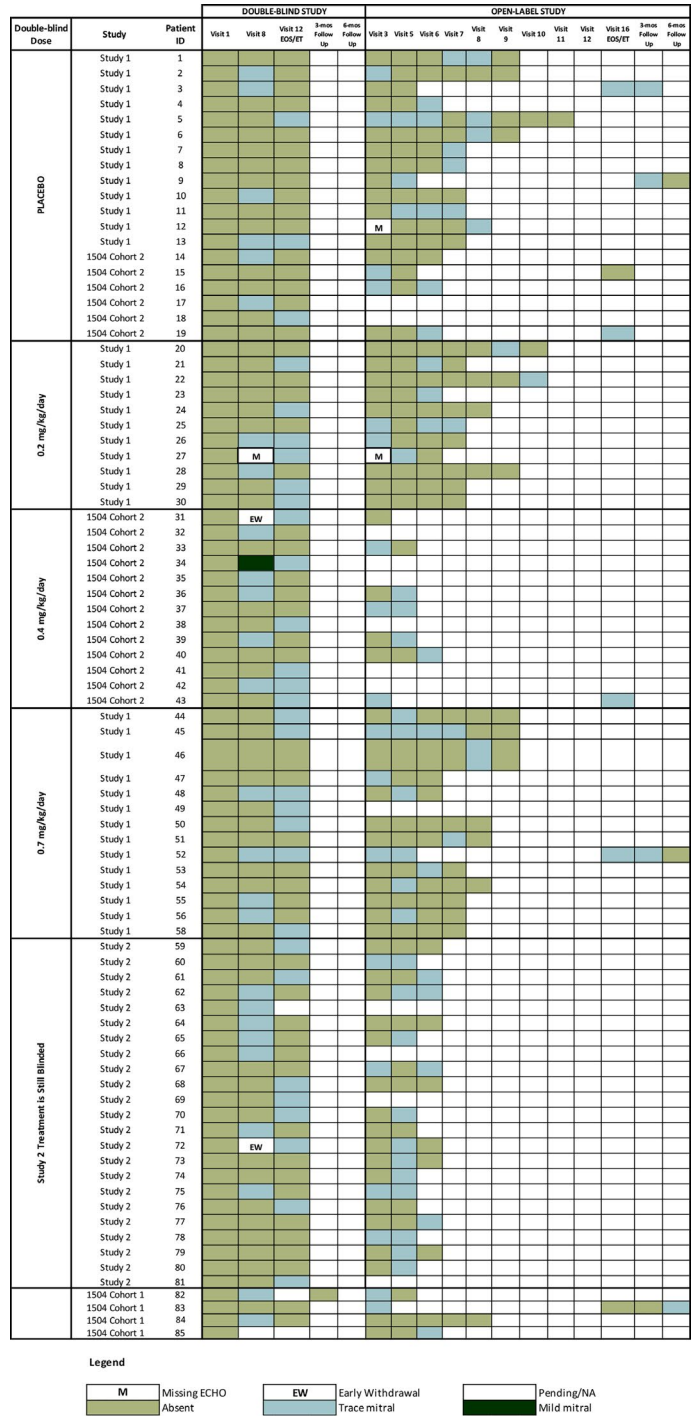 DOUBLE-BLIND STUDY OPEN-LABEL STUDY
Double-blind Dose Study Patient ID Visit 1 Visit 8 Visit 12 EOS/ET 3-mos Follow Up 6-mos Follow Up Visit 3 Visit 5 Visit 6 Visit 7 Visit 8 Visit 9 Visit 10 Visit 11 Visit 12 Visit 16 EOS/ET 3-mos Follow Up 6-mos Follow Up
PLACEBO
Study 1 1
Study 1 2
Study 1 3
Study 1 4
Study 1 5
Study 1 6
Study 1 7
Study 1 8
Study 1 9
Study 1 10
Study 1 11
Study 1 12 M
Study 1 13
1504 Cohort 2 14
1504 Cohort 2 15
1504 Cohort 2 16
1504 Cohort 2 17
1504 Cohort 2 18
1504 Cohort 2 19
0.2 mg/kg/day
Study 1 20
Study 1 21
Study 1 22
Study 1 23
Study 1 24
Study 1 25
Study 1 26
Study 1 27 M M
Study 1 28
Study 1 29
Study 1 30
0.4 mg/kg/day
1504 Cohort 2 31 EW
1504 Cohort 2 32
1504 Cohort 2 33
1504 Cohort 2 34
1504 Cohort 2 35
1504 Cohort 2 36
1504 Cohort 2 37
1504 Cohort 2 38
1504 Cohort 2 39
1504 Cohort 2 40
1504 Cohort 2 41
1504 Cohort 2 42
1504 Cohort 2 43
0.7 mg/kg/day
Study 1 44
Study 1 45
Study 1 46
Study 1 47
Study 1 48
Study 1 49
Study 1 50
Study 1 51
Study 1 52
Study 1 53
Study 1 54
Study 1 55
Study 1 56
Study 1 58
Study 2 Treatment is Still Blinded
Study 2 59
Study 2 60
Study 2 61
Study 2 62
Study 2 63
Study 2 64
Study 2 65
Study 2 66
Study 2 67
Study 2 68
Study 2 69
Study 2 70
Study 2 71
Study 2 72 EW
Study 2 73
Study 2 74
Study 2 75
Study 2 76
Study 2 77
Study 2 78
Study 2 79
Study 2 80
Study 2 81
1504 Cohort 1 82
1504 Cohort 1 83
1504 Cohort 1 84
1504 Cohort 1 85
Legend
M Missing ECHO EW Early Withdrawal Pending/NA
Absent Trace mitral Mild mitral